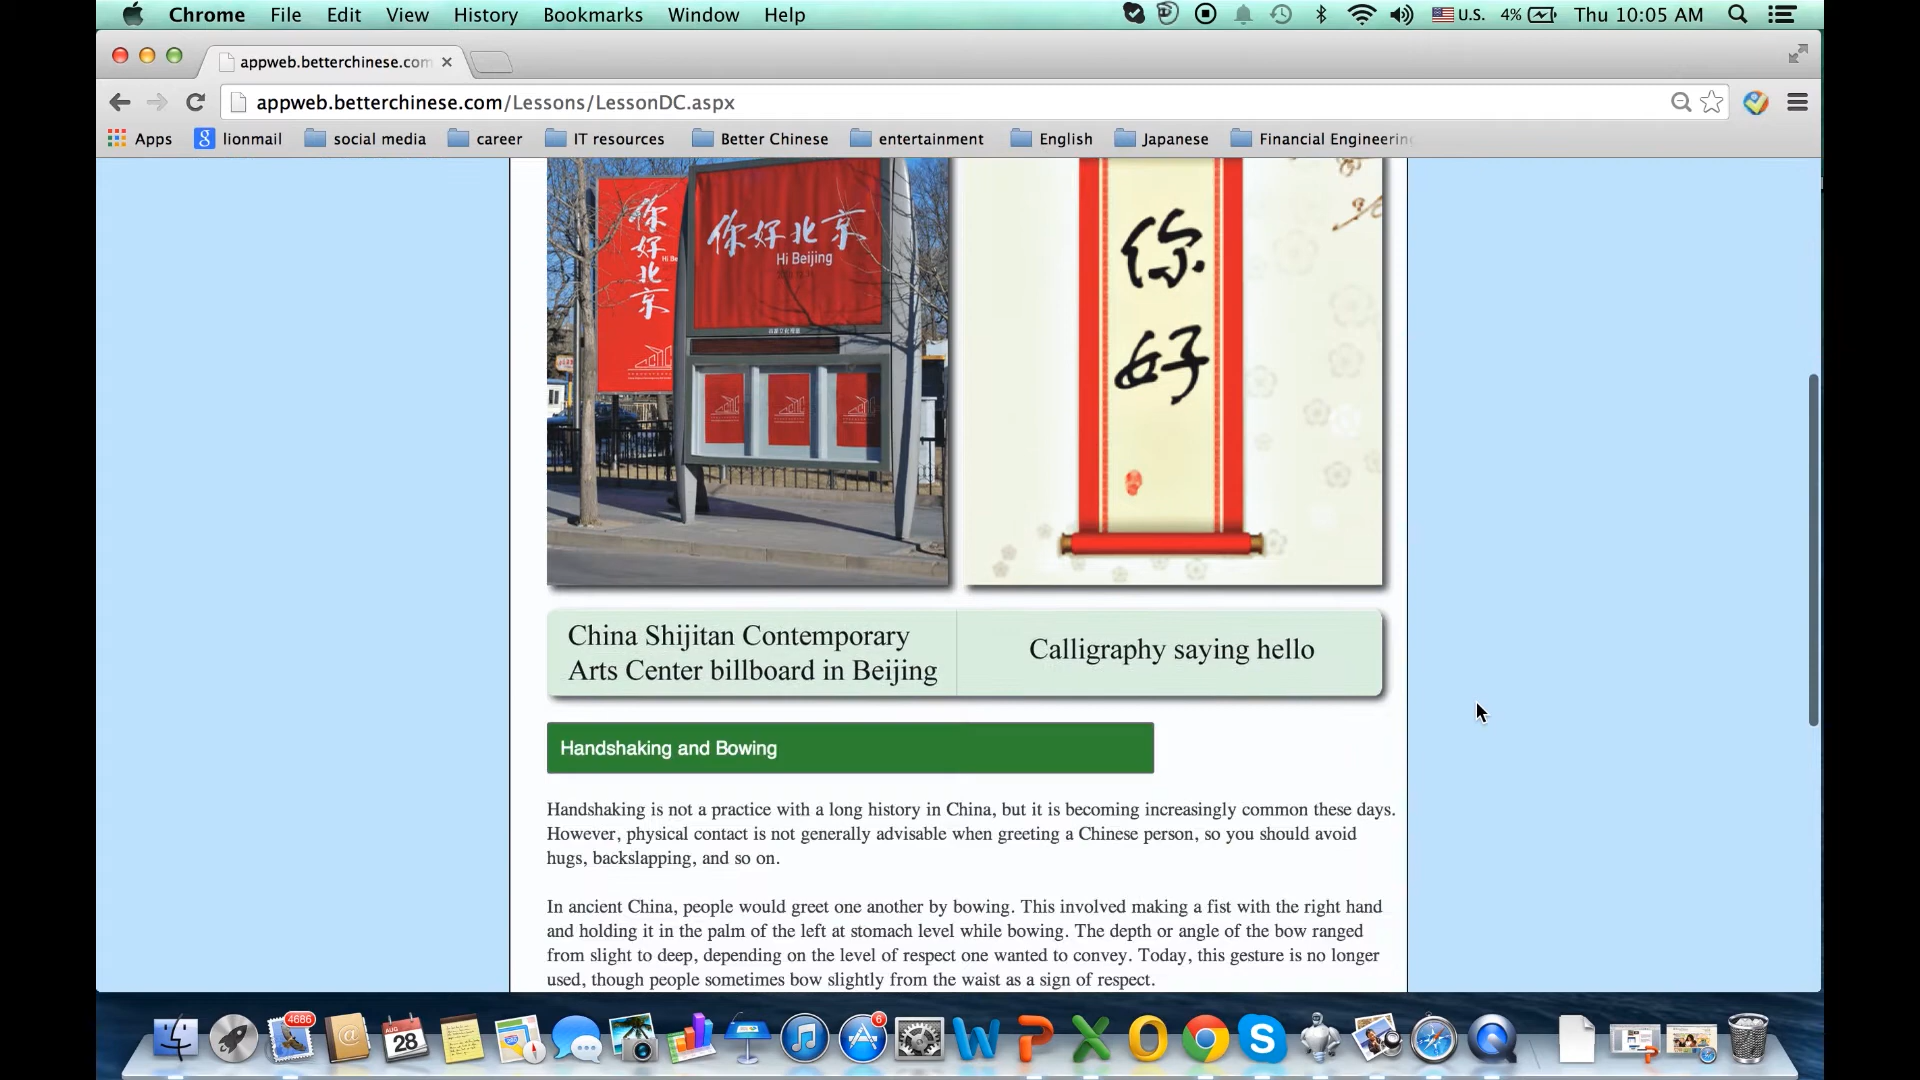 Chrome File Edit View History Bookmarks Window Help U.S. 4% Thu 10:05 AM
appweb.betterchinese.com
appweb.betterchinese.com/Lessons/LessonDC.aspx
Apps lionmail social media career IT resources Better Chinese entertainment English Japanese Financial Engineerin
你好北京
Hi Beijing
你好北京
Hi Be
你好
China Shijitan Contemporary
Arts Center billboard in Beijing
Calligraphy saying hello
Handshaking and Bowing
Handshaking is not a practice with a long history in China, but it is becoming increasingly common these days.
However, physical contact is not generally advisable when greeting a Chinese person, so you should avoid
hugs, backslapping, and so on.
In ancient China, people would greet one another by bowing. This involved making a fist with the right hand
and holding it in the palm of the left at stomach level while bowing. The depth or angle of the bow ranged
from slight to deep, depending on the level of respect one wanted to convey. Today, this gesture is no longer
used, though people sometimes bow slightly from the waist as a sign of respect.
4686
AUG
28
6